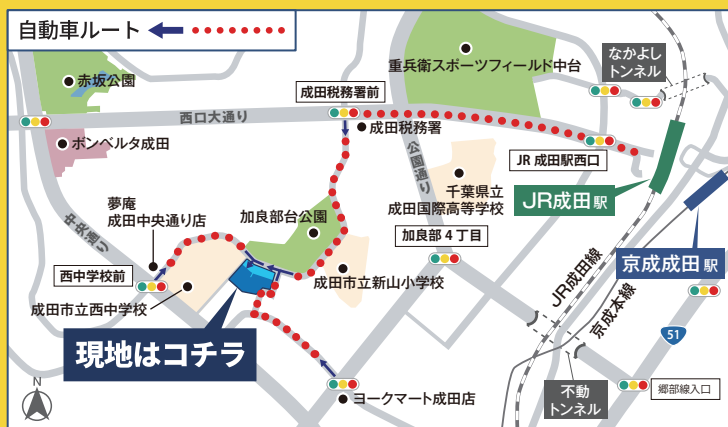 自動車ルート
重兵衛スポーツフィールド中台
なかよし
トンネル
赤坂公園
成田税務署前
西口大通り
成田税務署
ボンベルタ成田
公園通り
JR 成田駅西口
千葉県立
成田国際高等学校
JR成田駅
夢庵
成田中央通り店
中央通り
加良部台公園
加良部4丁目
京成成田駅
西中学校前
成田市立新山小学校
JR成田線
京成本線
成田市立西中学校
51
現地はコチラ
不動
トンネル
郷部線入口
ヨークマート成田店
N